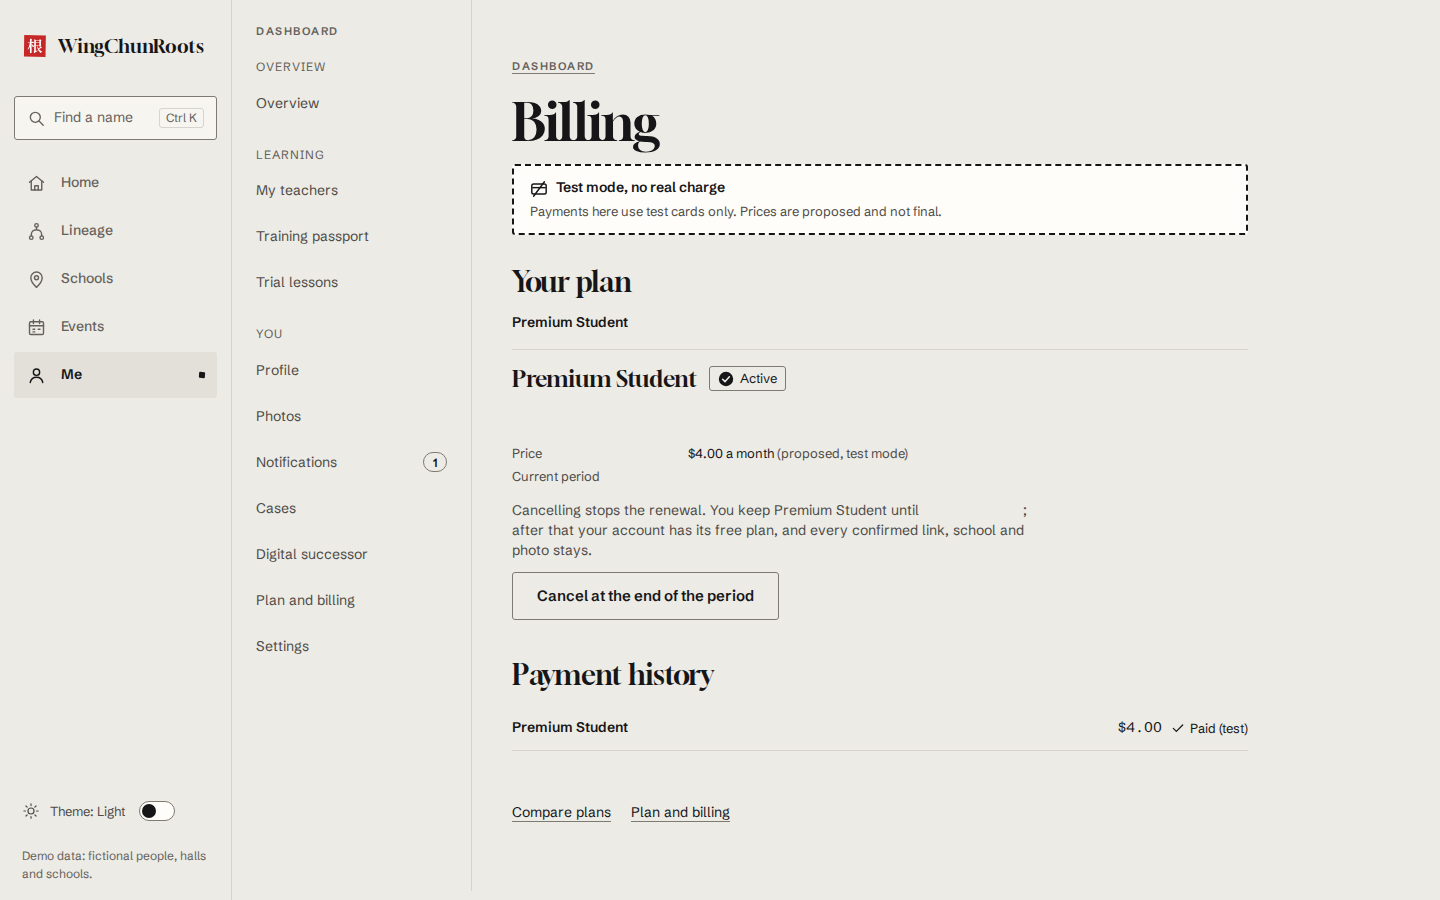 根 WingChunRoots
Find a name Ctrl K
Home
Lineage
Schools
Events
Me
Theme: Light
Demo data: fictional people, halls
and schools.
DASHBOARD
OVERVIEW
Overview
LEARNING
My teachers
Training passport
Trial lessons
YOU
Profile
Photos
Notifications 1
Cases
Digital successor
Plan and billing
Settings
DASHBOARD
Billing
Test mode, no real charge
Payments here use test cards only. Prices are proposed and not final.
Your plan
Premium Student
Premium Student Active
Price $4.00 a month (proposed, test mode)
Current period
Cancelling stops the renewal. You keep Premium Student until ;
after that your account has its free plan, and every confirmed link, school and
photo stays.
Cancel at the end of the period
Payment history
Premium Student $4.00 Paid (test)
Compare plans Plan and billing